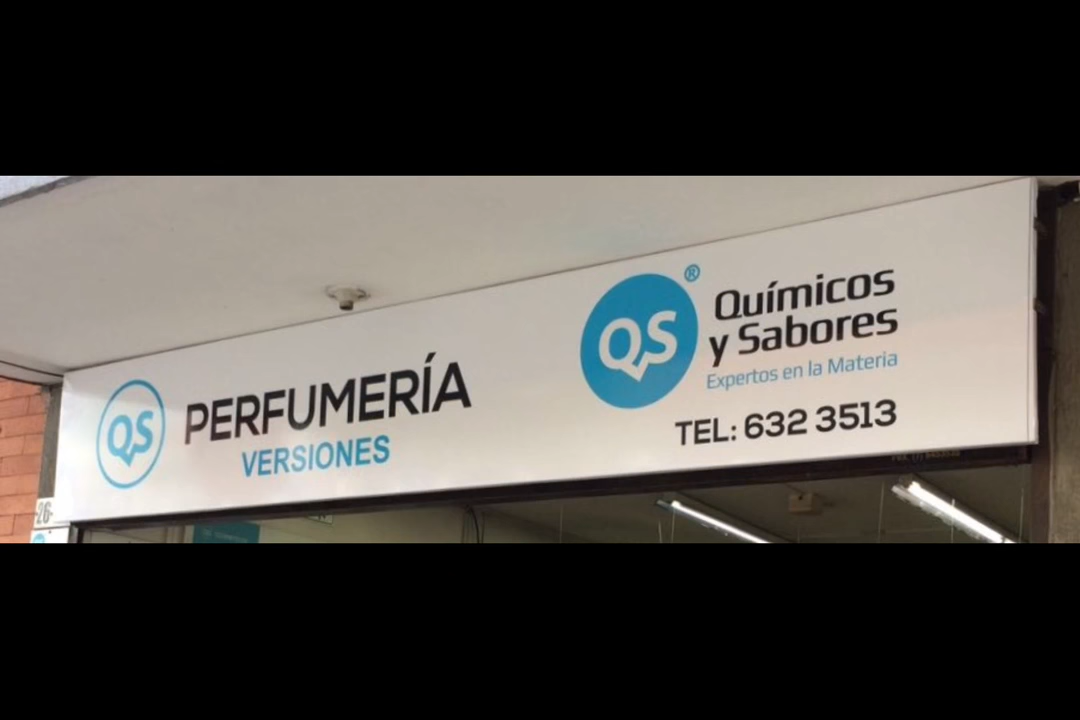 QS
PERFUMERÍA
VERSIONES
QS®
Químicos
y Sabores
Expertos en la Materia
TEL: 632 3513
26-